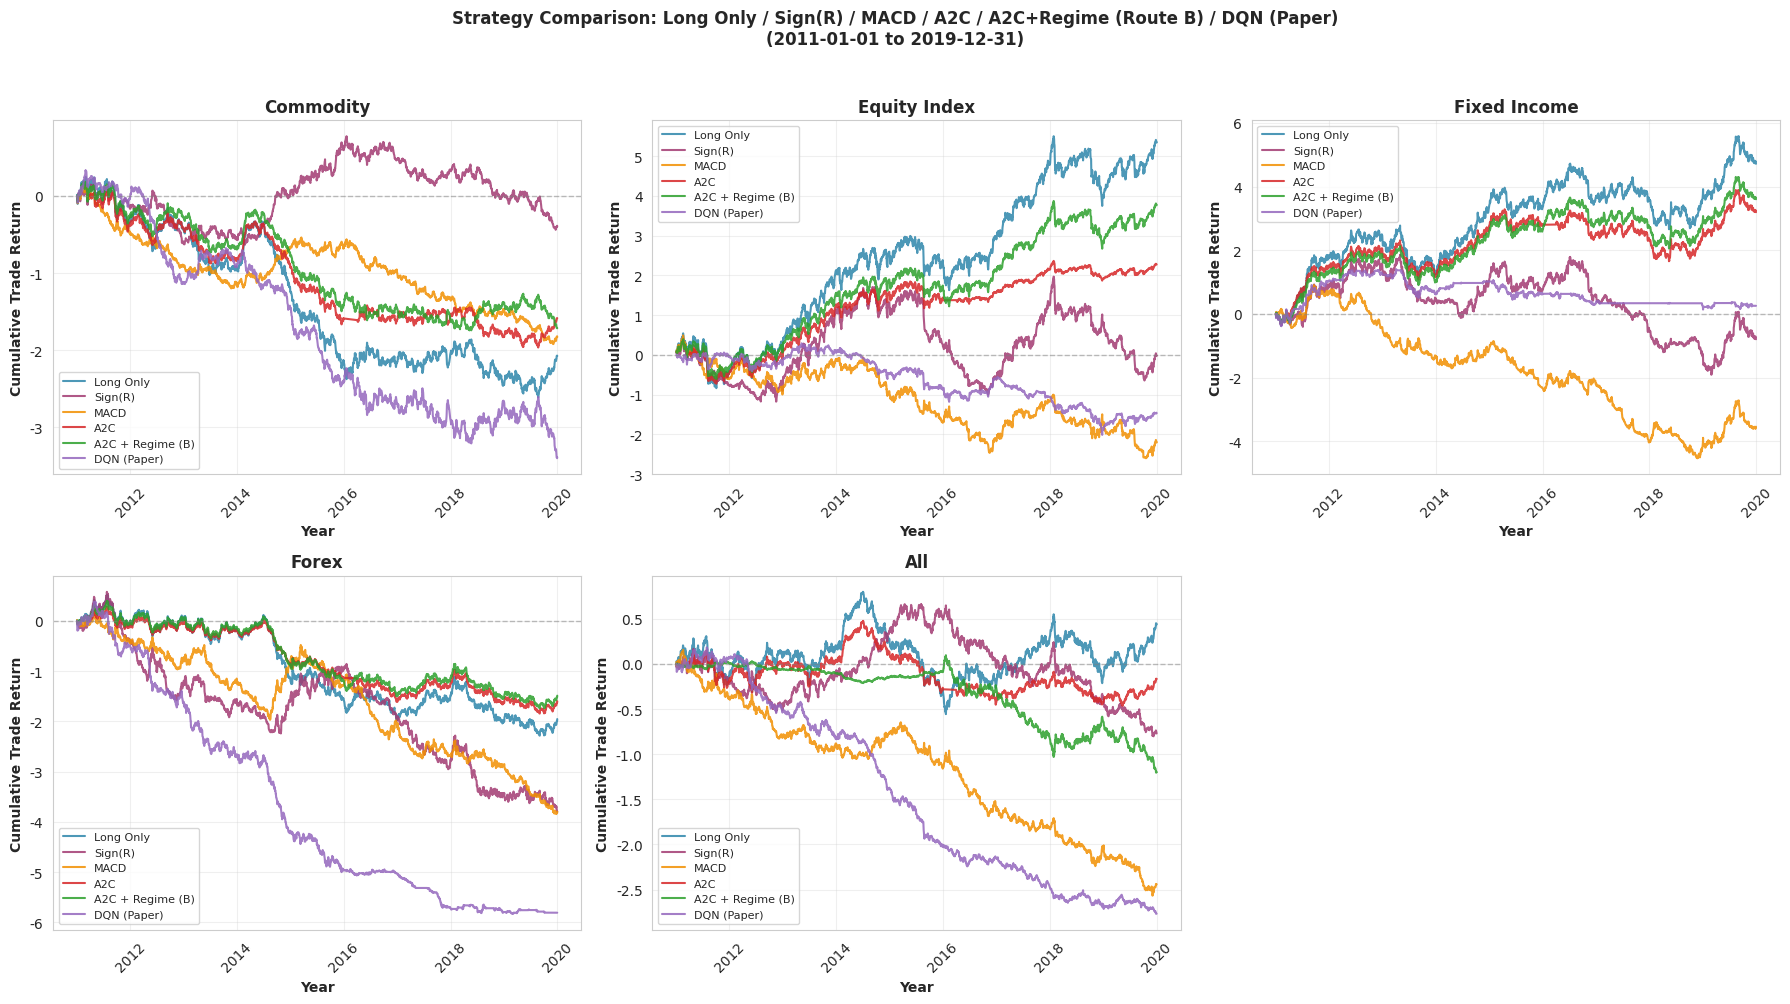 Strategy Comparison: Long Only / Sign(R) / MACD / A2C / A2C+Regime (Route B) / DQN (Paper)
(2011-01-01 to 2019-12-31)
Commodity
Cumulative Trade Return
0
-1
-2
-3
Long Only
Sign(R)
MACD
A2C
A2C + Regime (B)
DQN (Paper)
2012
2014
2016
2018
2020
Year
Equity Index
Cumulative Trade Return
5
4
3
2
1
0
-1
-2
-3
Long Only
Sign(R)
MACD
A2C
A2C + Regime (B)
DQN (Paper)
2012
2014
2016
2018
2020
Year
Fixed Income
Cumulative Trade Return
6
4
2
0
-2
-4
Long Only
Sign(R)
MACD
A2C
A2C + Regime (B)
DQN (Paper)
2012
2014
2016
2018
2020
Year
Forex
Cumulative Trade Return
0
-1
-2
-3
-4
-5
-6
Long Only
Sign(R)
MACD
A2C
A2C + Regime (B)
DQN (Paper)
2012
2014
2016
2018
2020
Year
All
Cumulative Trade Return
0.5
0.0
-0.5
-1.0
-1.5
-2.0
-2.5
Long Only
Sign(R)
MACD
A2C
A2C + Regime (B)
DQN (Paper)
2012
2014
2016
2018
2020
Year